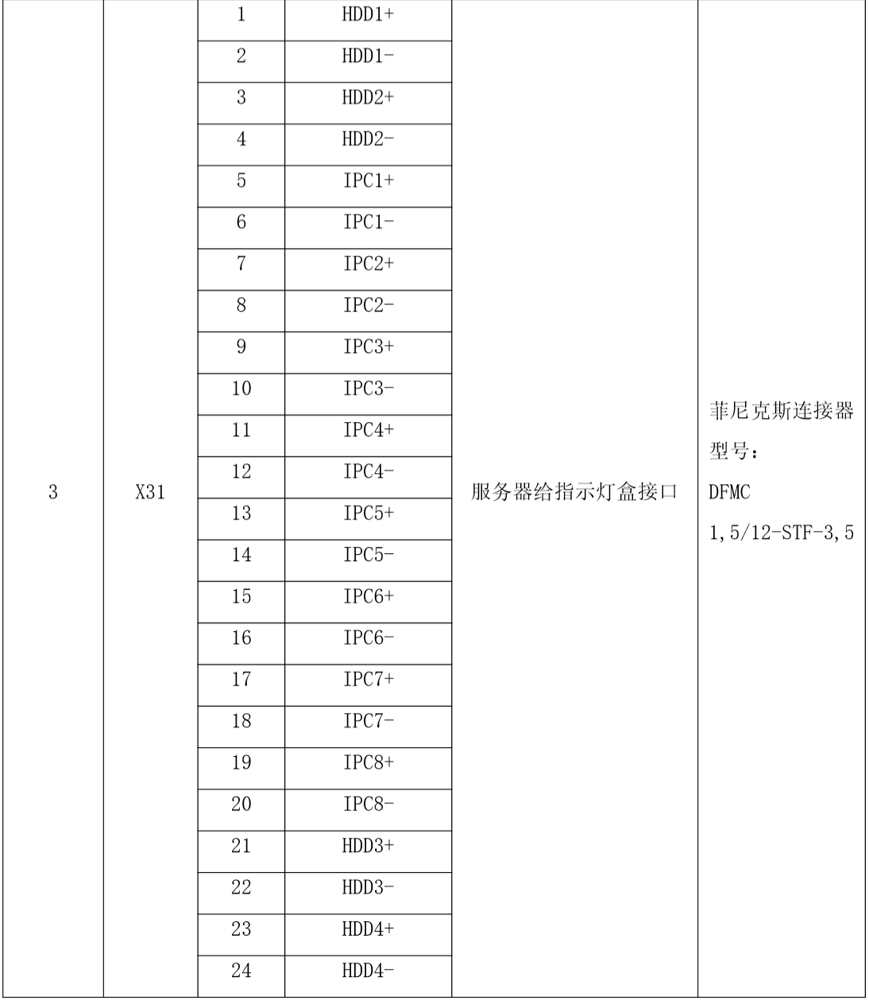 1 HDD1+
2 HDD1-
3 HDD2+
4 HDD2-
5 IPC1+
6 IPC1-
7 IPC2+
8 IPC2-
9 IPC3+
10 IPC3-
11 IPC4+
12 IPC4-
13 IPC5+
14 IPC5-
15 IPC6+
16 IPC6-
17 IPC7+
18 IPC7-
19 IPC8+
20 IPC8-
21 HDD3+
22 HDD3-
23 HDD4+
24 HDD4-
3 X31 服务器给指示灯盒接口
菲尼克斯连接器
型号：
DFMC
1,5/12-STF-3,5